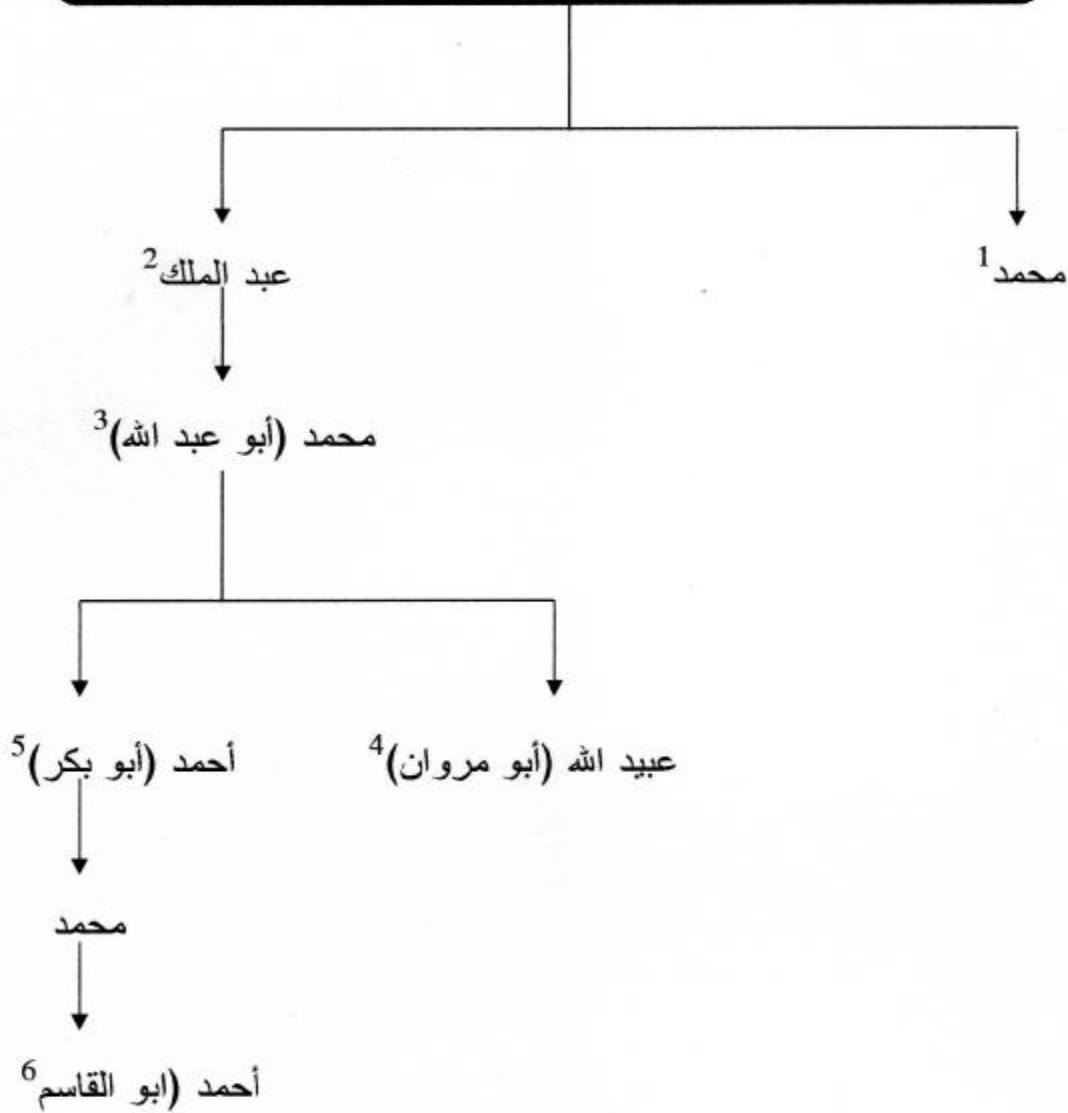 محمد1
عبد الملك2
محمد (أبو عبد الله)3
عبيد الله (أبو مروان)4
أحمد (أبو بكر)5
محمد
أحمد (ابو القاسم6